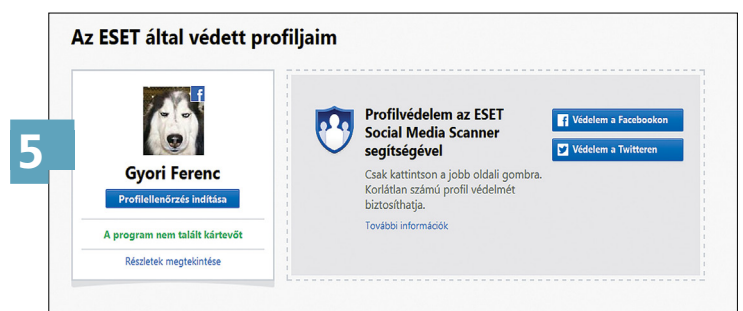 Az ESET által védett profiljaim
5
Gyori Ferenc
Profilellenőrzés indítása
A program nem talált kártevőt
Részletek megtekintése
Profilvédelem az ESET
Social Media Scanner
segítségével
Csak kattintson a jobb oldali gombra.
Korlátlan számú profil védelmét
biztosíthatja.
További információk
Védelem a Facebookon
Védelem a Twitteren